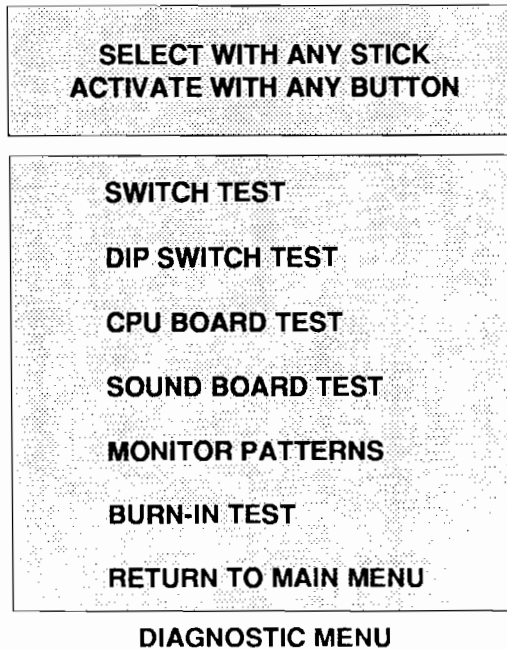 SELECT WITH ANY STICK
ACTIVATE WITH ANY BUTTON
SWITCH TEST
DIP SWITCH TEST
CPU BOARD TEST
SOUND BOARD TEST
MONITOR PATTERNS
BURN-IN TEST
RETURN TO MAIN MENU
DIAGNOSTIC MENU